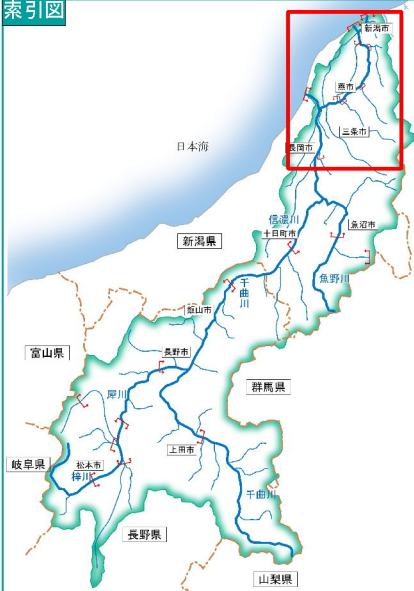 索引図
新潟市
燕市
三条市
長岡市
日本海
信濃川
魚沼市
十日町市
新潟県
千曲川
魚野川
飯山市
長野市
富山県
群馬県
犀川
上田市
岐阜県
松本市
梓川
千曲川
長野県
山梨県